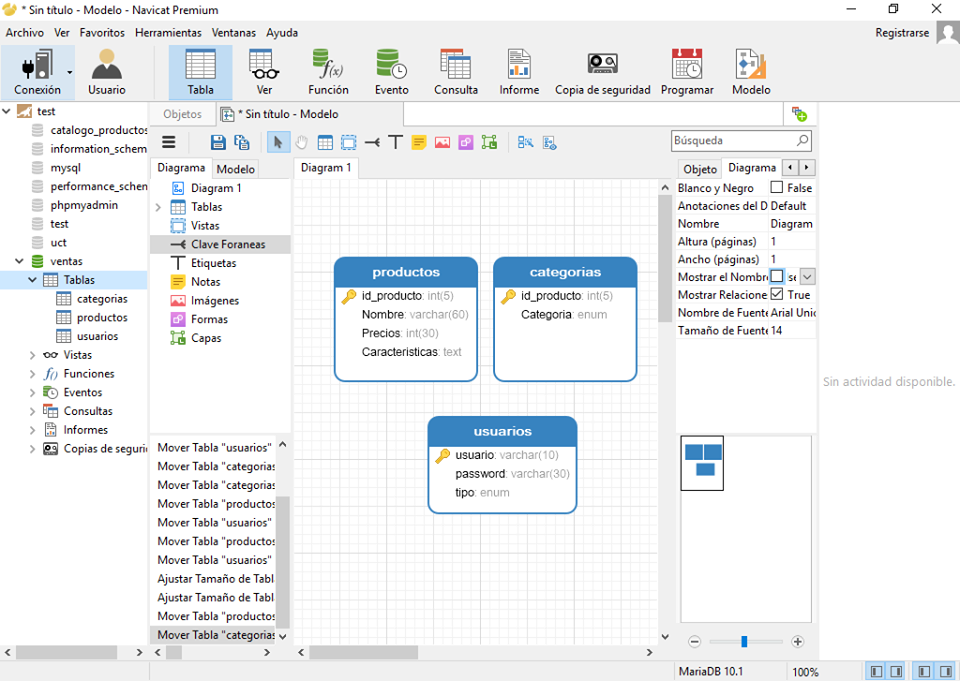 * Sin título - Modelo - Navicat Premium
Archivo Ver Favoritos Herramientas Ventanas Ayuda
Registrarse
Conexión Usuario Tabla Ver Función Evento Consulta Informe Copia de seguridad Programar Modelo
test
catalogo_productos
information_schem
mysql
performance_schem
phpmyadmin
test
uct
ventas
Tablas
categorias
productos
usuarios
Vistas
Funciones
Eventos
Consultas
Informes
Copias de seguri
Objetos * Sin título - Modelo
Diagrama Modelo
Diagram 1
Tablas
Vistas
Clave Foraneas
Etiquetas
Notas
Imágenes
Formas
Capas
Mover Tabla "usuarios"
Mover Tabla "categorias
Mover Tabla "categorias
Mover Tabla "productos
Mover Tabla "usuarios"
Mover Tabla "productos
Mover Tabla "usuarios"
Ajustar Tamaño de Tabl
Ajustar Tamaño de Tabl
Mover Tabla "productos
Mover Tabla "categorias
Diagram 1
productos
id_producto: int(5)
Nombre: varchar(60)
Precios: int(30)
Caracteristicas: text
categorias
id_producto: int(5)
Categoria: enum
usuarios
usuario: varchar(10)
password: varchar(30)
tipo: enum
Búsqueda
Objeto Diagrama
Blanco y Negro False
Anotaciones del D Default
Nombre Diagram
Altura (páginas) 1
Ancho (páginas) 1
Mostrar el Nombre se
Mostrar Relacione True
Nombre de Fuente Arial Unic
Tamaño de Fuente 14
Sin actividad disponible.
MariaDB 10.1 100%